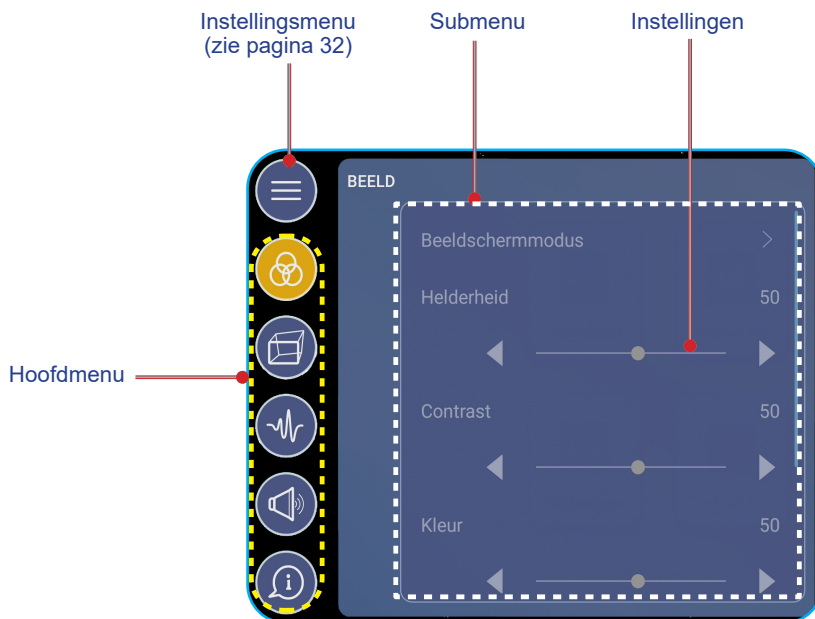 Instellingsmenu
(zie pagina 32)
Submenu
Instellingen
BEELD
Beeldschermmodus
Helderheid 50
Hoofdmenu
Contrast 50
Kleur 50